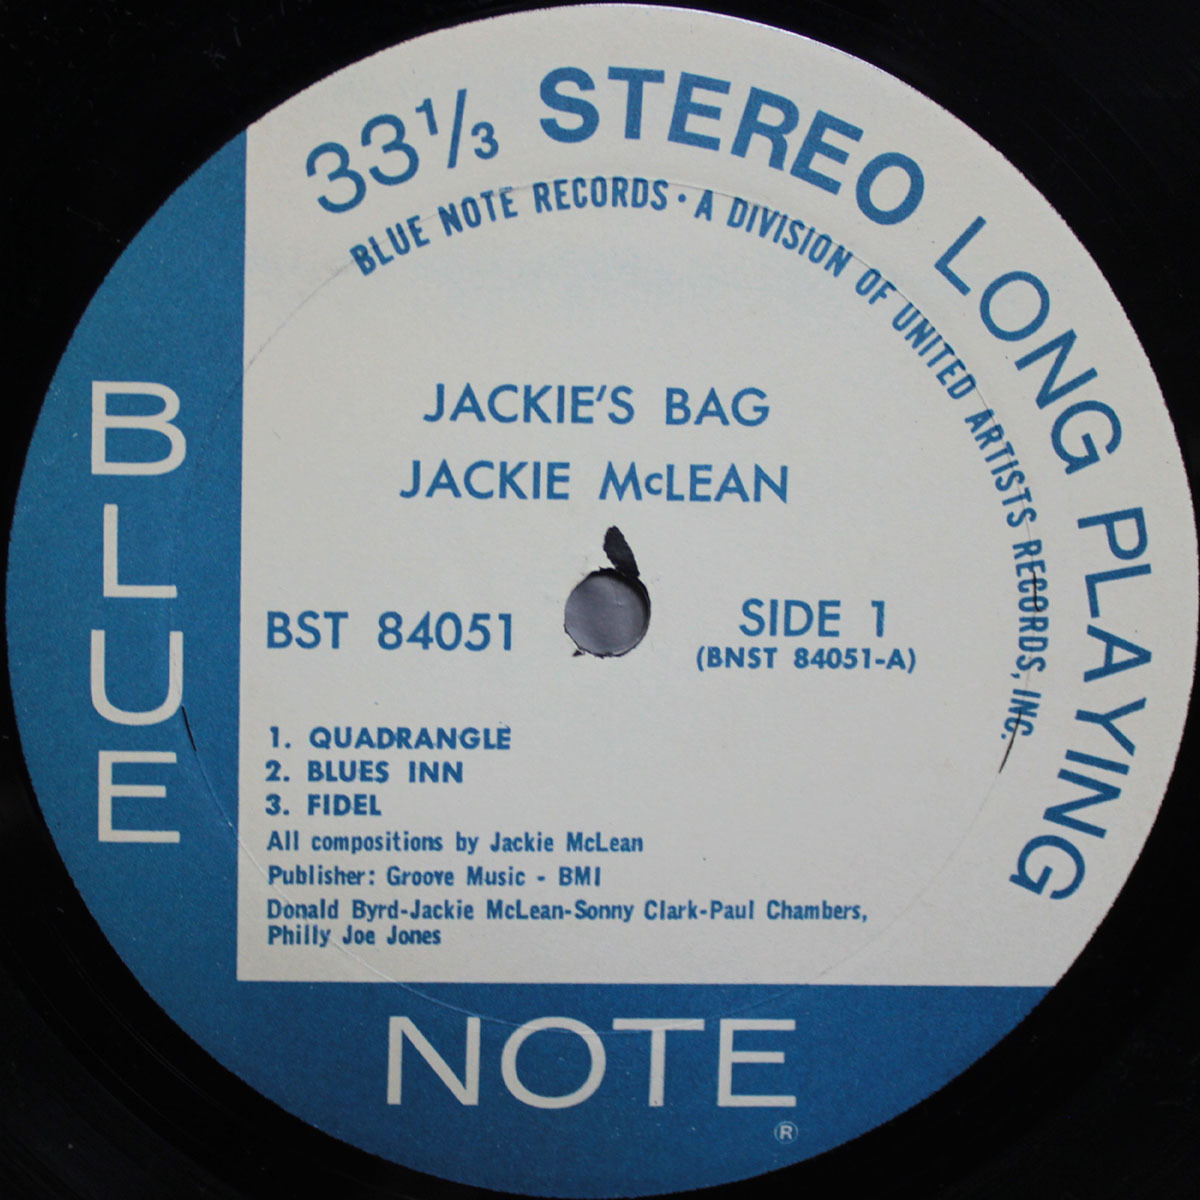 33 1/3 STEREO LONG PLAYING
BLUE NOTE RECORDS • A DIVISION OF UNITED ARTISTS RECORDS, INC.
JACKIE'S BAG
JACKIE McLEAN
BST 84051
SIDE 1
(BNST 84051-A)
1. QUADRANGLE
2. BLUES INN
3. FIDEL
All compositions by Jackie McLean
Publisher: Groove Music - BMI
Donald Byrd-Jackie McLean-Sonny Clark-Paul Chambers,
Philly Joe Jones
BLUE
NOTE
®